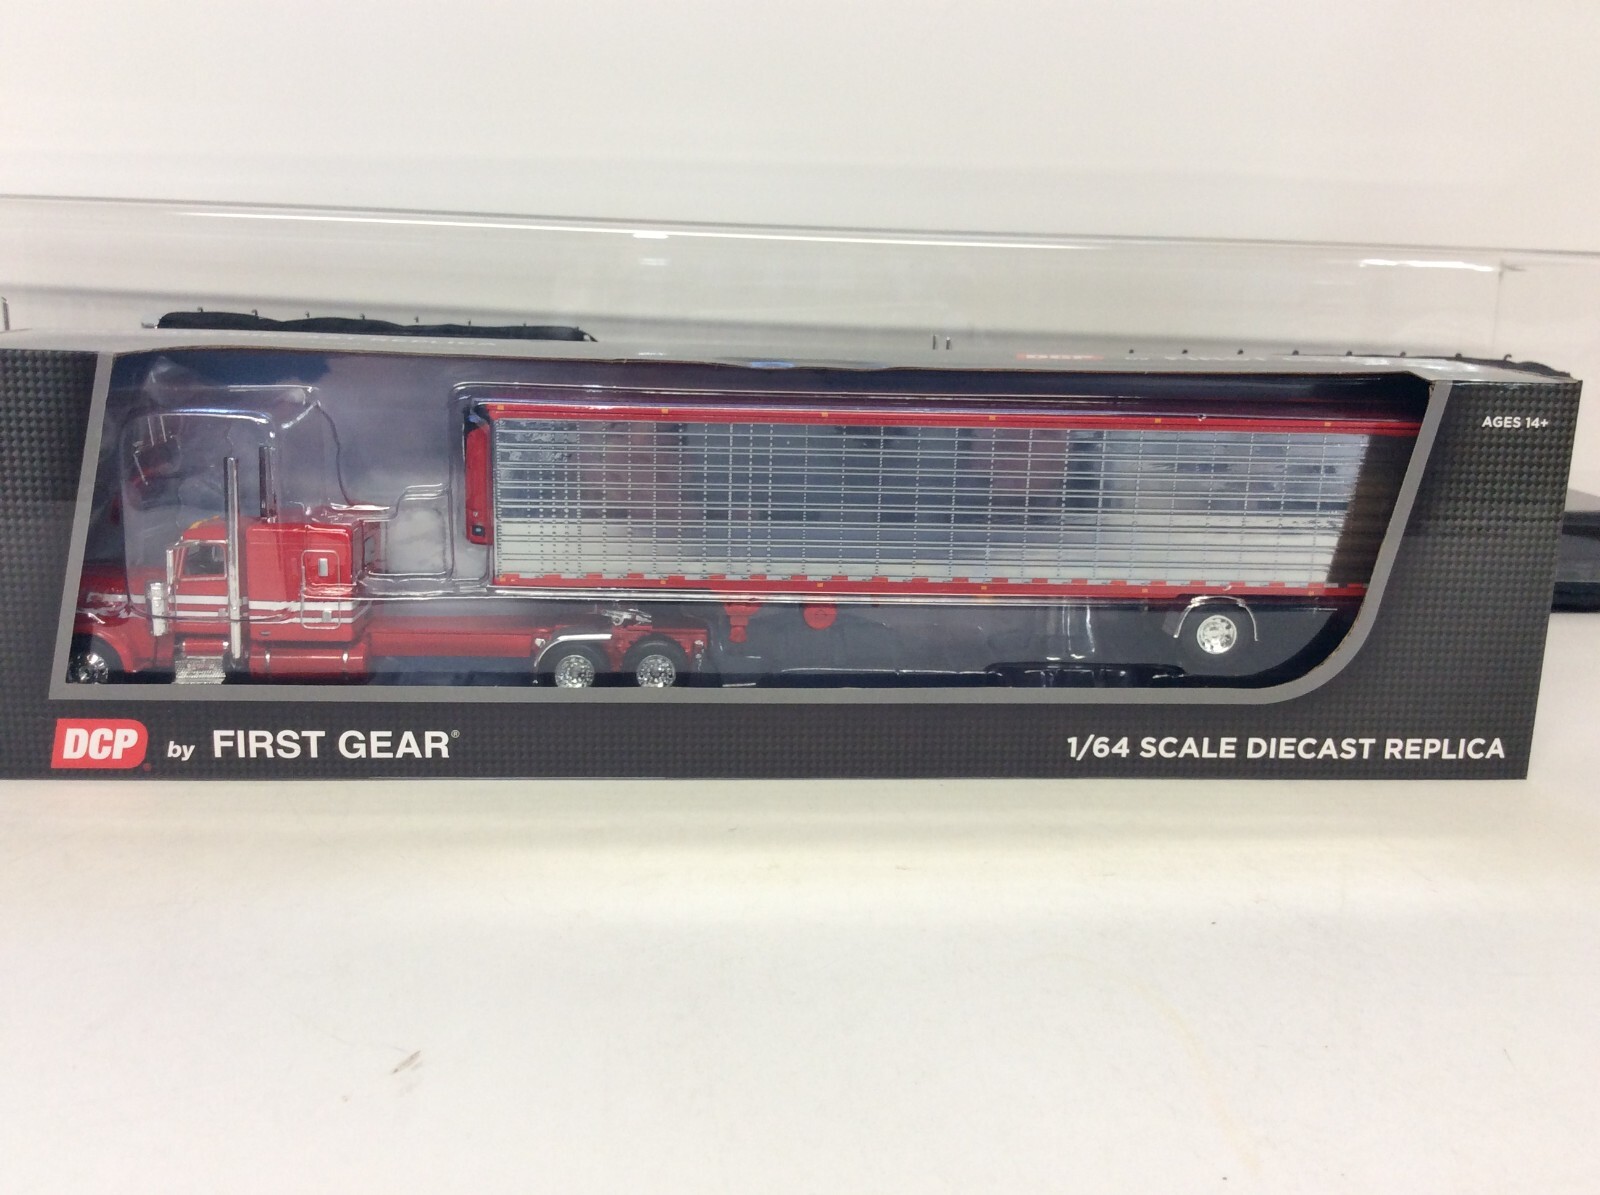 AGES 14+
DCP by FIRST GEAR®
1/64 SCALE DIECAST REPLICA